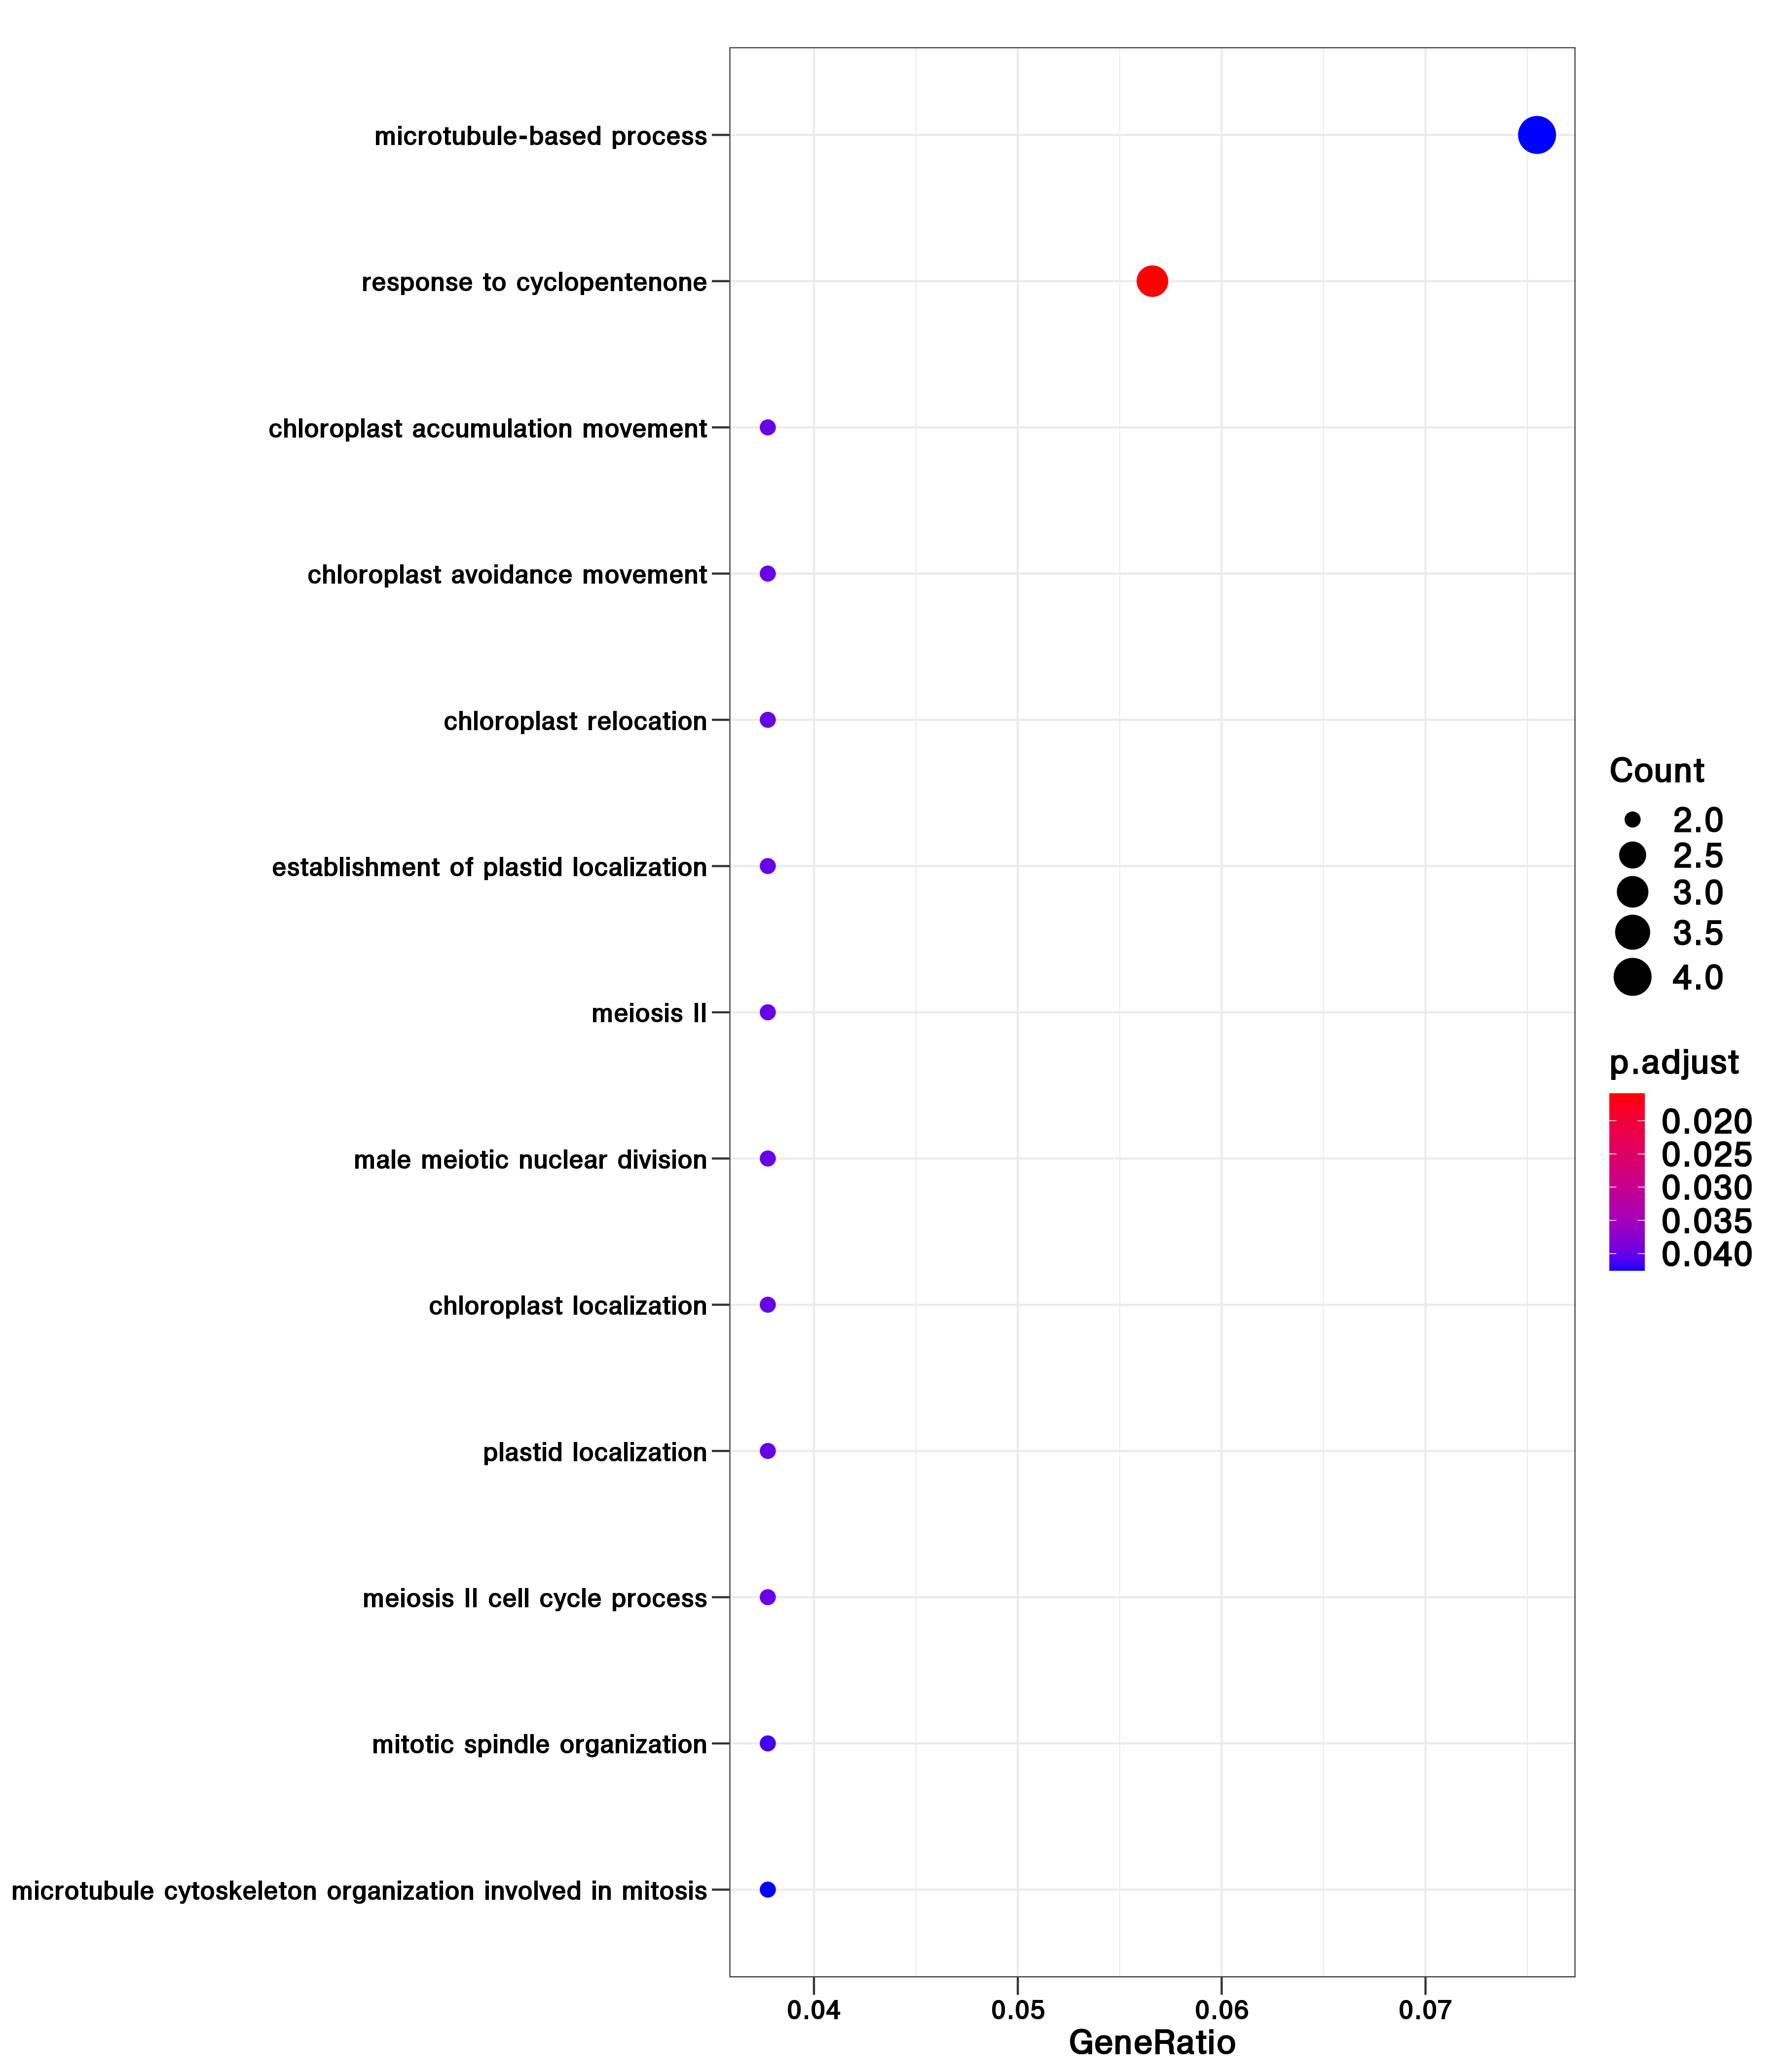 microtubule-based process
response to cyclopentenone
chloroplast accumulation movement
chloroplast avoidance movement
chloroplast relocation
establishment of plastid localization
meiosis II
male meiotic nuclear division
chloroplast localization
plastid localization
meiosis II cell cycle process
mitotic spindle organization
microtubule cytoskeleton organization involved in mitosis
0.04 0.05 0.06 0.07
GeneRatio
Count
2.0
2.5
3.0
3.5
4.0
p.adjust
0.020
0.025
0.030
0.035
0.040